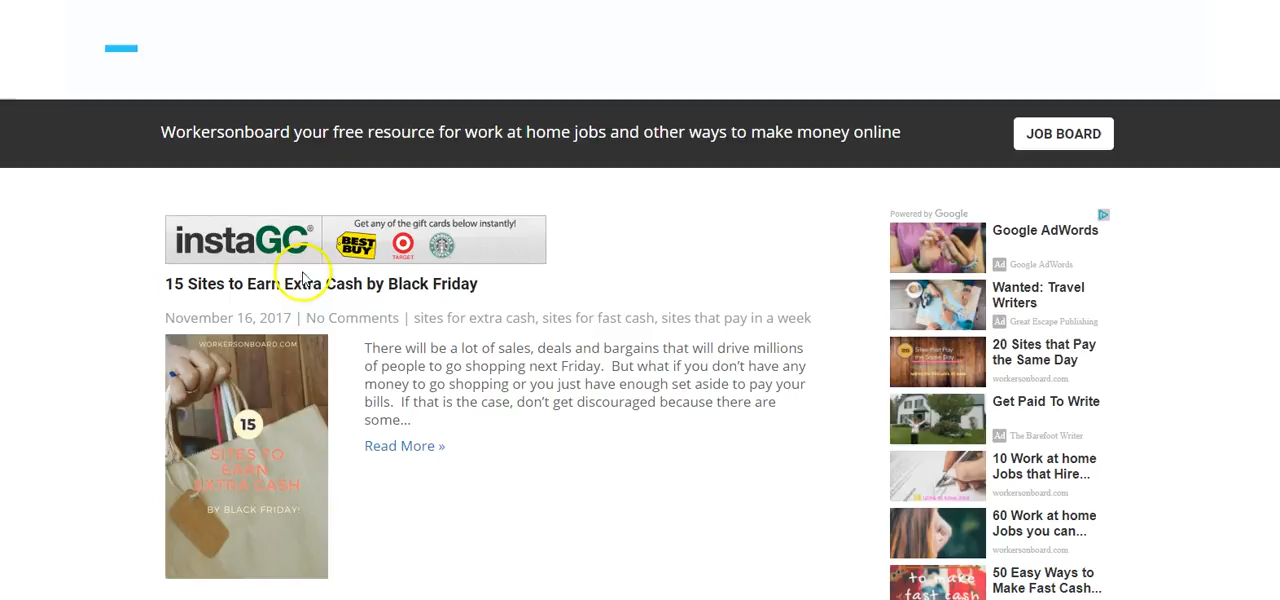 Workersonboard your free resource for work at home jobs and other ways to make money online
JOB BOARD
instaGC®
Get any of the gift cards below instantly!
BEST BUY
TARGET
15 Sites to Earn Extra Cash by Black Friday
November 16, 2017 | No Comments | sites for extra cash, sites for fast cash, sites that pay in a week
WORKERSONBOARD.COM
15
SITES TO
EARN
EXTRA CASH
BY BLACK FRIDAY!
There will be a lot of sales, deals and bargains that will drive millions
of people to go shopping next Friday.  But what if you don't have any
money to go shopping or you just have enough set aside to pay your
bills.  If that is the case, don't get discouraged because there are
some...
Read More »
Powered by Google
Google AdWords
Ad Google AdWords
Wanted: Travel
Writers
Ad Great Escape Publishing
20 Sites that Pay
the Same Day
workersonboard.com
Get Paid To Write
Ad The Barefoot Writer
10 Work at home
Jobs that Hire...
workersonboard.com
60 Work at home
Jobs you can...
workersonboard.com
50 Easy Ways to
Make Fast Cash...
to make
fast cash